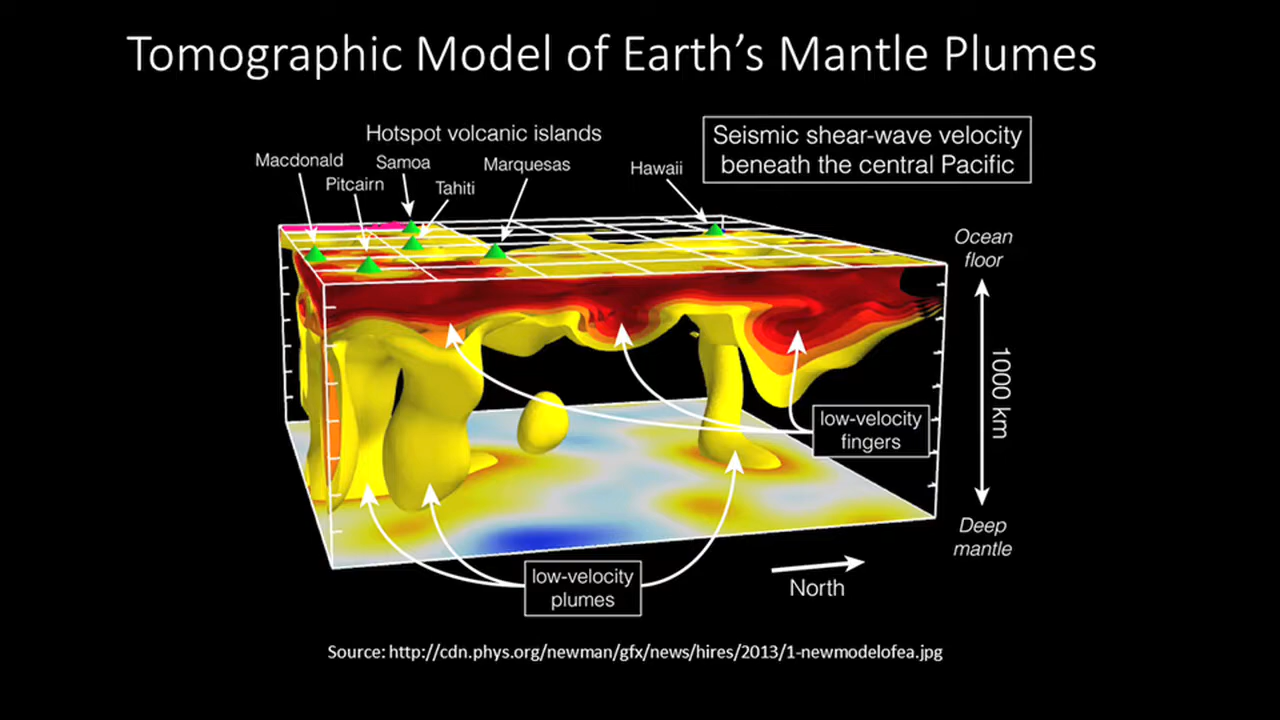 Tomographic Model of Earth's Mantle Plumes
Hotspot volcanic islands
Seismic shear-wave velocity
beneath the central Pacific
Macdonald
Samoa
Marquesas
Hawaii
Pitcairn
Tahiti
Ocean
floor
1000 km
low-velocity
fingers
Deep
mantle
low-velocity
plumes
North
Source: http://cdn.phys.org/newman/gfx/news/hires/2013/1-newmodelofea.jpg